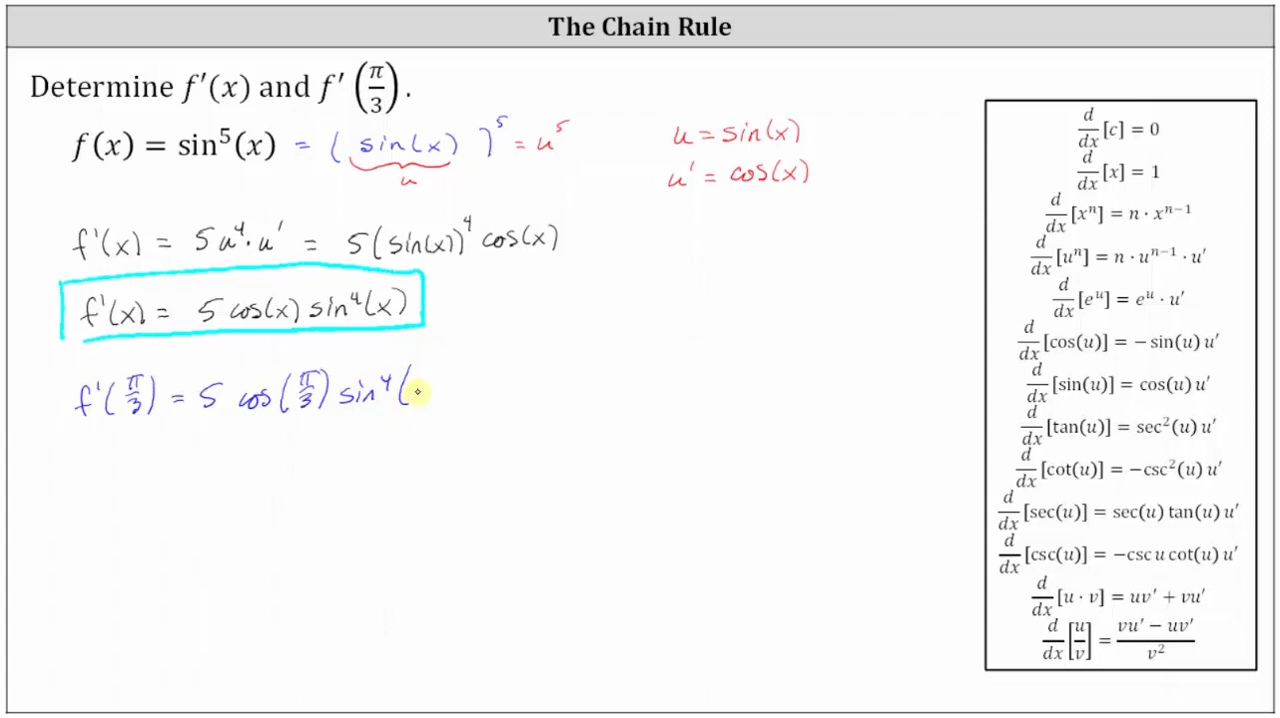 The Chain Rule
Determine f′(x) and f′(π/3).
f(x) = sin⁵(x) = (sin(x))⁵ = u⁵
u
u = sin(x)
u' = cos(x)
f'(x) = 5u⁴·u' = 5(sin(x))⁴ cos(x)
f'(x) = 5 cos(x) sin⁴(x)
f'(π/3) = 5 cos(π/3) sin⁴(
d/dx [c] = 0
d/dx [x] = 1
d/dx [xⁿ] = n · xⁿ⁻¹
d/dx [uⁿ] = n · uⁿ⁻¹ · u′
d/dx [eᵘ] = eᵘ · u′
d/dx [cos(u)] = − sin(u) u′
d/dx [sin(u)] = cos(u) u′
d/dx [tan(u)] = sec²(u) u′
d/dx [cot(u)] = −csc²(u) u′
d/dx [sec(u)] = sec(u) tan(u) u′
d/dx [csc(u)] = −csc u cot(u) u′
d/dx [u · v] = uv′ + vu′
d/dx [u/v] = (vu′ − uv′)/v²